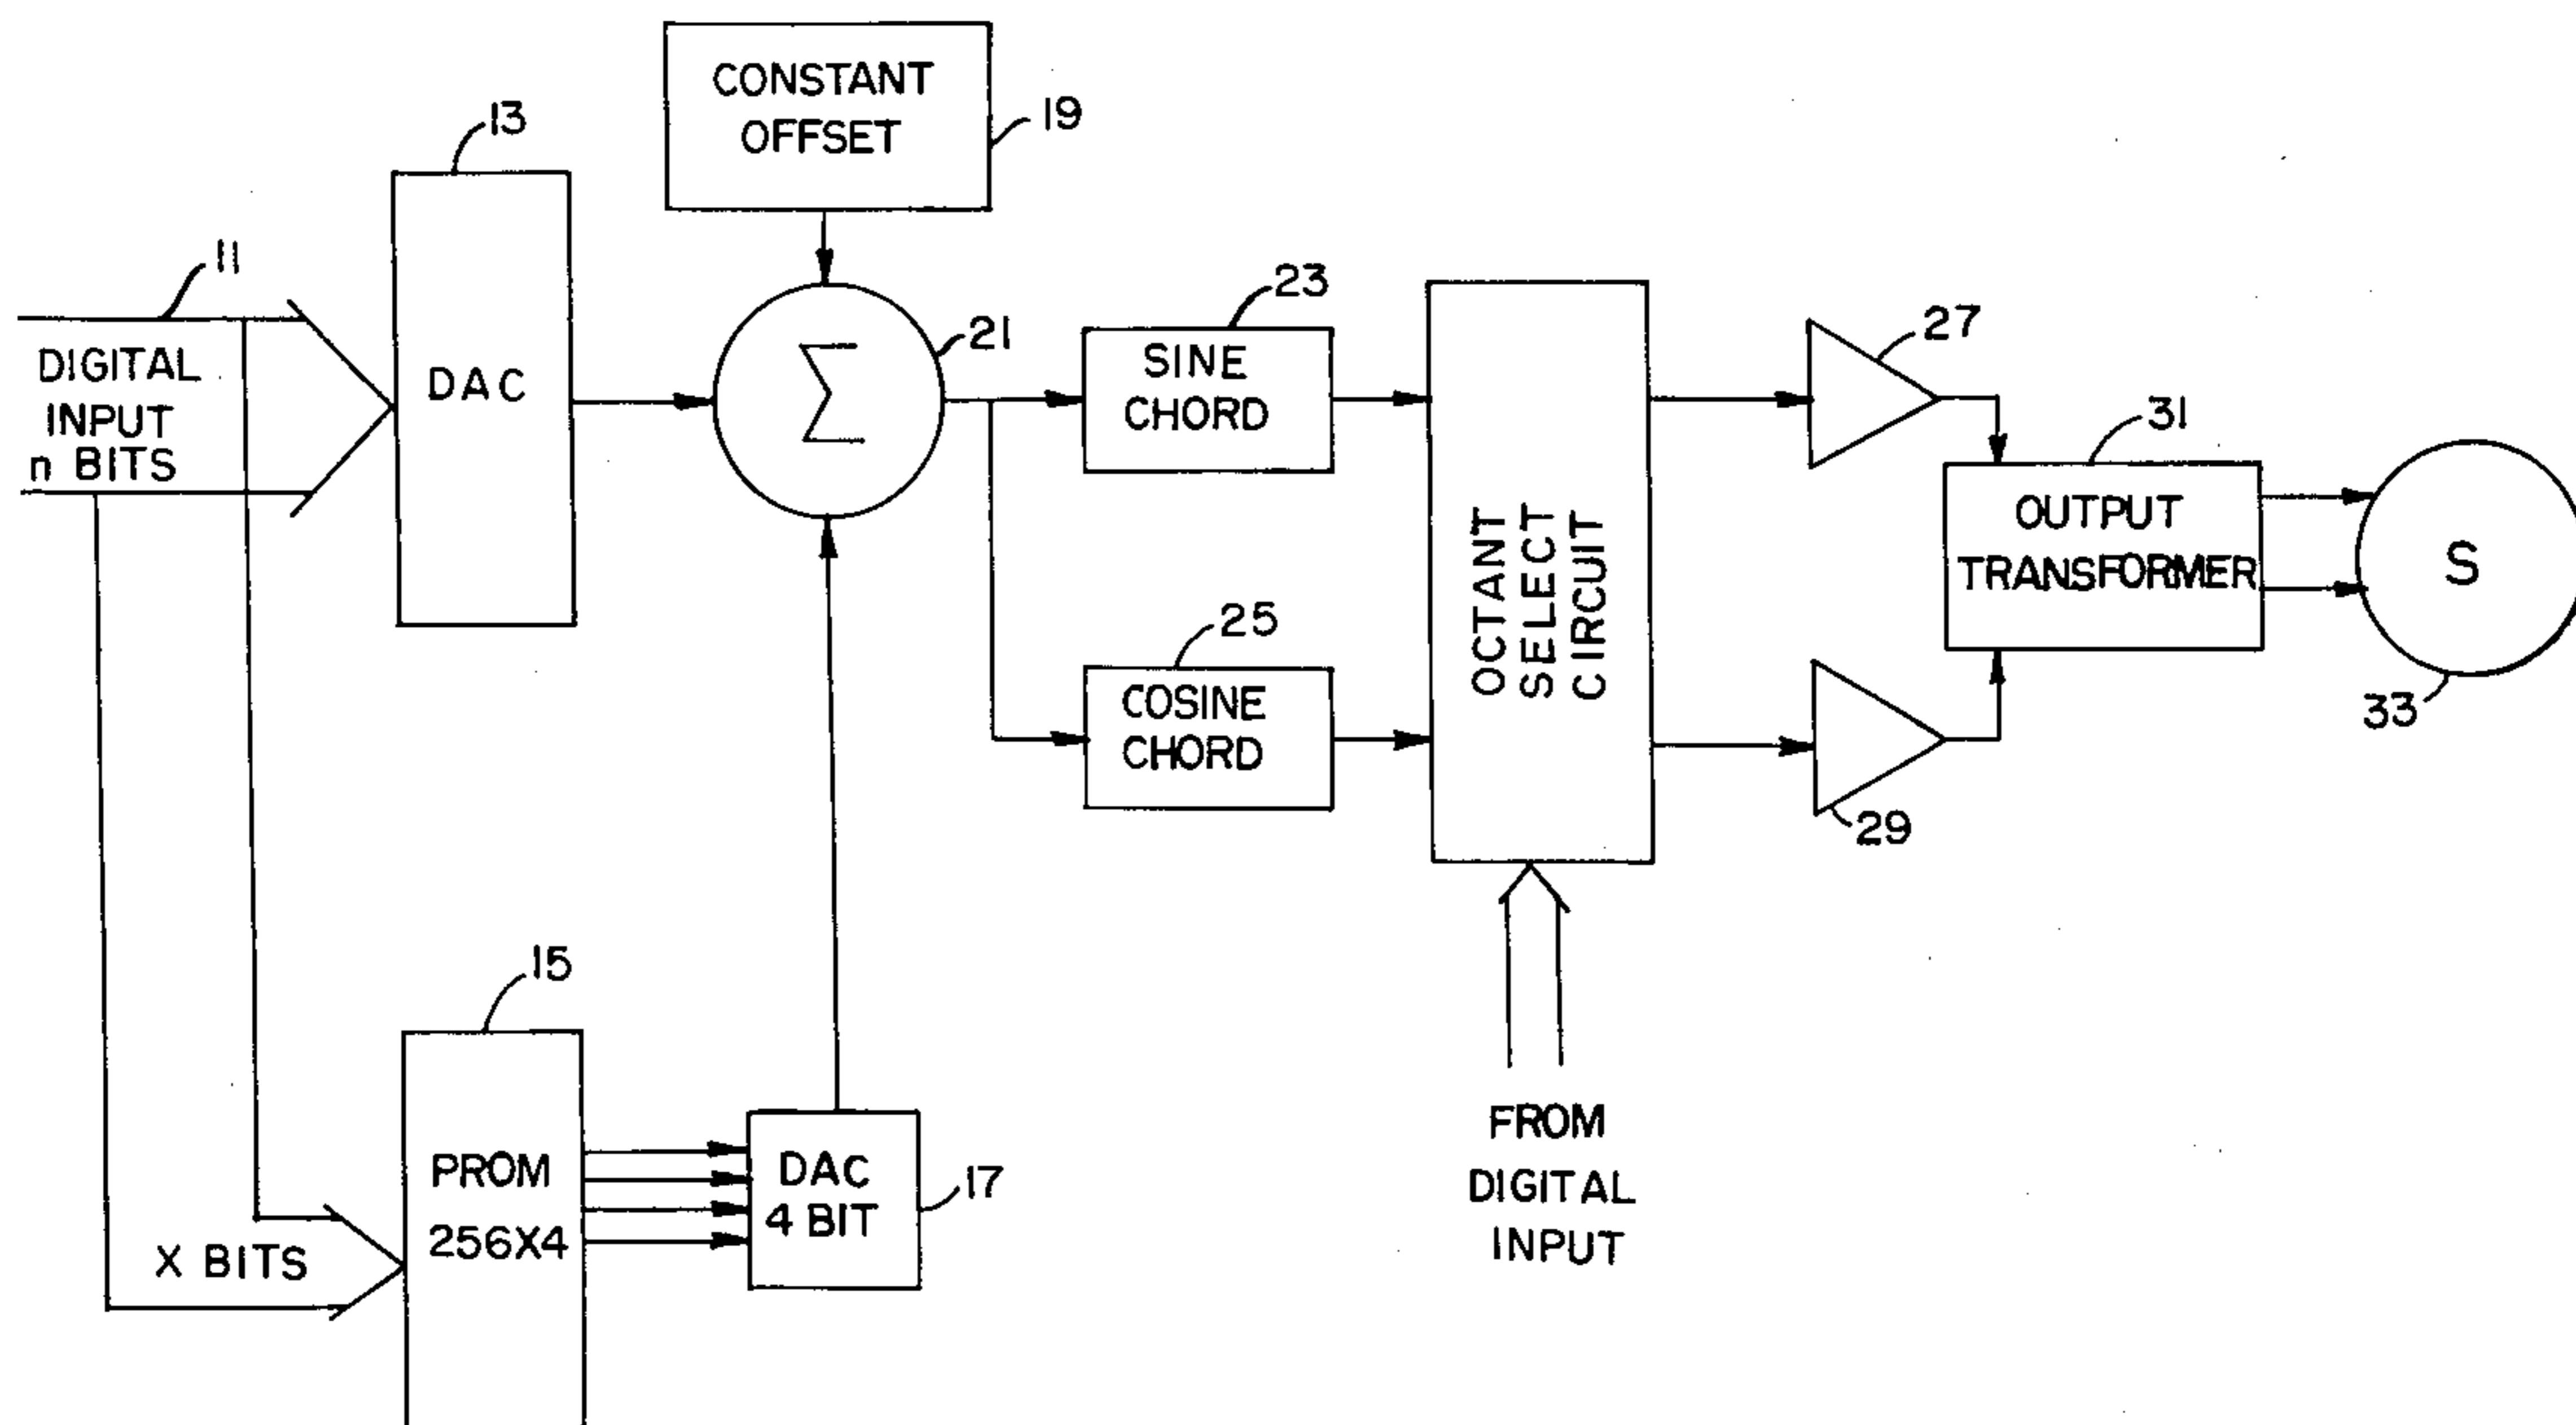 CONSTANT
OFFSET
19
13
11
DIGITAL
INPUT
n BITS
DAC
Σ
21
23
SINE
CHORD
25
COSINE
CHORD
OCTANT
SELECT
CIRCUIT
27
29
31
OUTPUT
TRANSFORMER
S
33
15
X BITS
PROM
256X4
DAC
4 BIT
17
FROM
DIGITAL
INPUT